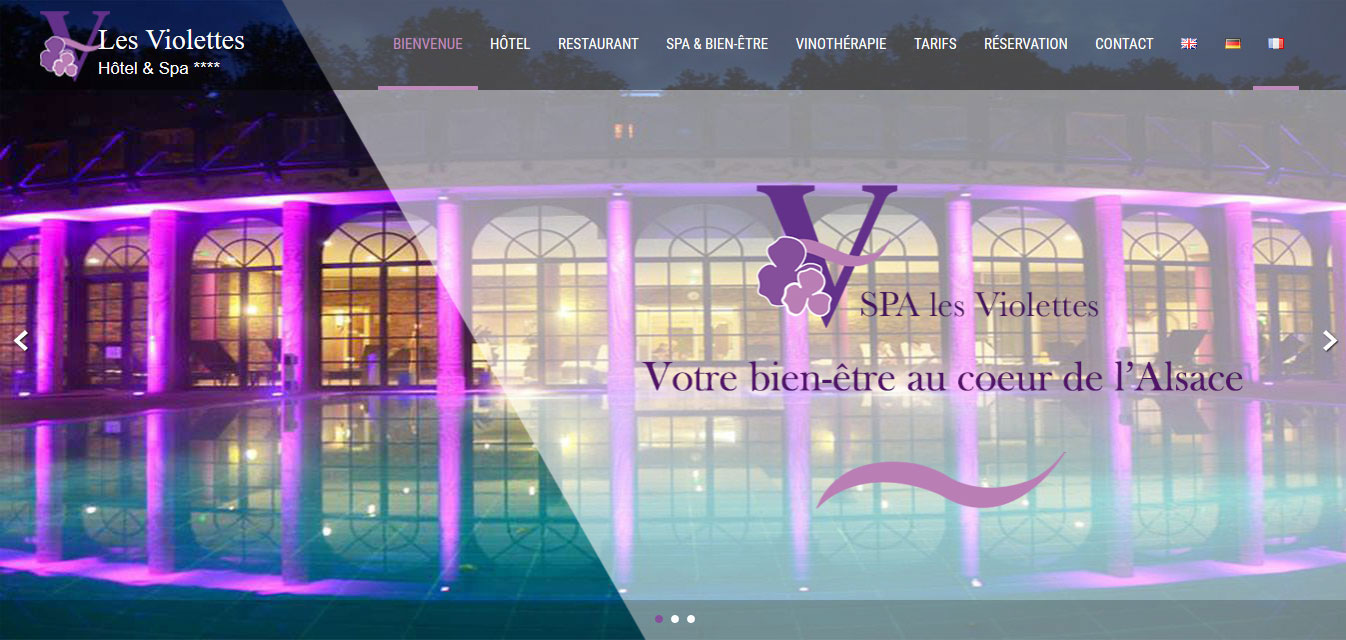 Les Violettes
Hôtel & Spa ****
BIENVENUE HÔTEL RESTAURANT SPA & BIEN-ÊTRE VINOTHÉRAPIE TARIFS RÉSERVATION CONTACT
V
SPA les Violettes
Votre bien-être au coeur de l’Alsace